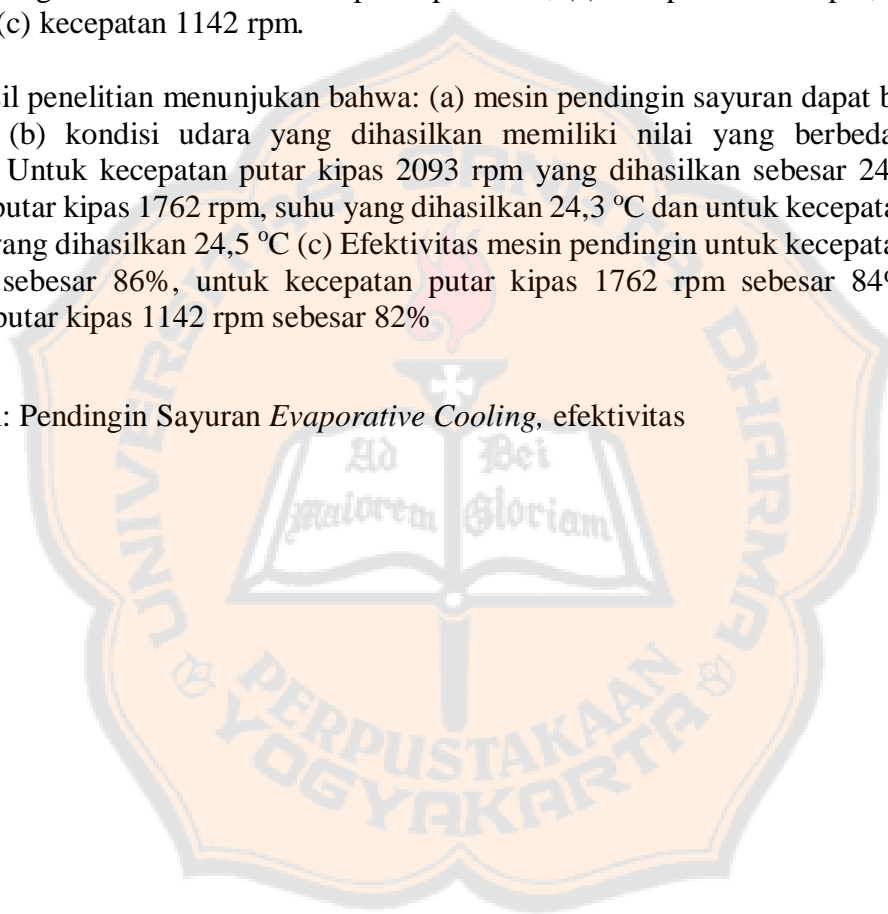 (c) kecepatan 1142 rpm.
il penelitian menunjukan bahwa: (a) mesin pendingin sayuran dapat b
(b) kondisi udara yang dihasilkan memiliki nilai yang berbeda
Untuk kecepatan putar kipas 2093 rpm yang dihasilkan sebesar 24
putar kipas 1762 rpm, suhu yang dihasilkan 24,3 °C dan untuk kecepata
yang dihasilkan 24,5 °C (c) Efektivitas mesin pendingin untuk kecepata
sebesar 86%, untuk kecepatan putar kipas 1762 rpm sebesar 84%
putar kipas 1142 rpm sebesar 82%
: Pendingin Sayuran Evaporative Cooling, efektivitas
UNIVERSITAS SANATA DHARMA
Ad Dei
Maiorem Gloriam
PERPUSTAKAAN
YOGYAKARTA